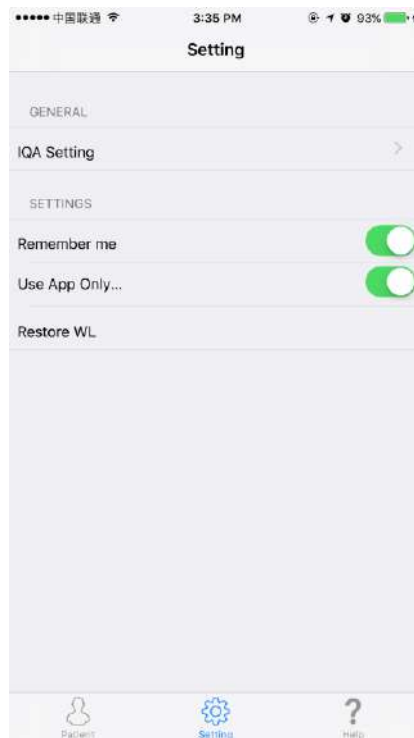 中国联通 3:35 PM 93%
Setting
GENERAL
IQA Setting
SETTINGS
Remember me
Use App Only...
Restore WL
Patient Setting Help